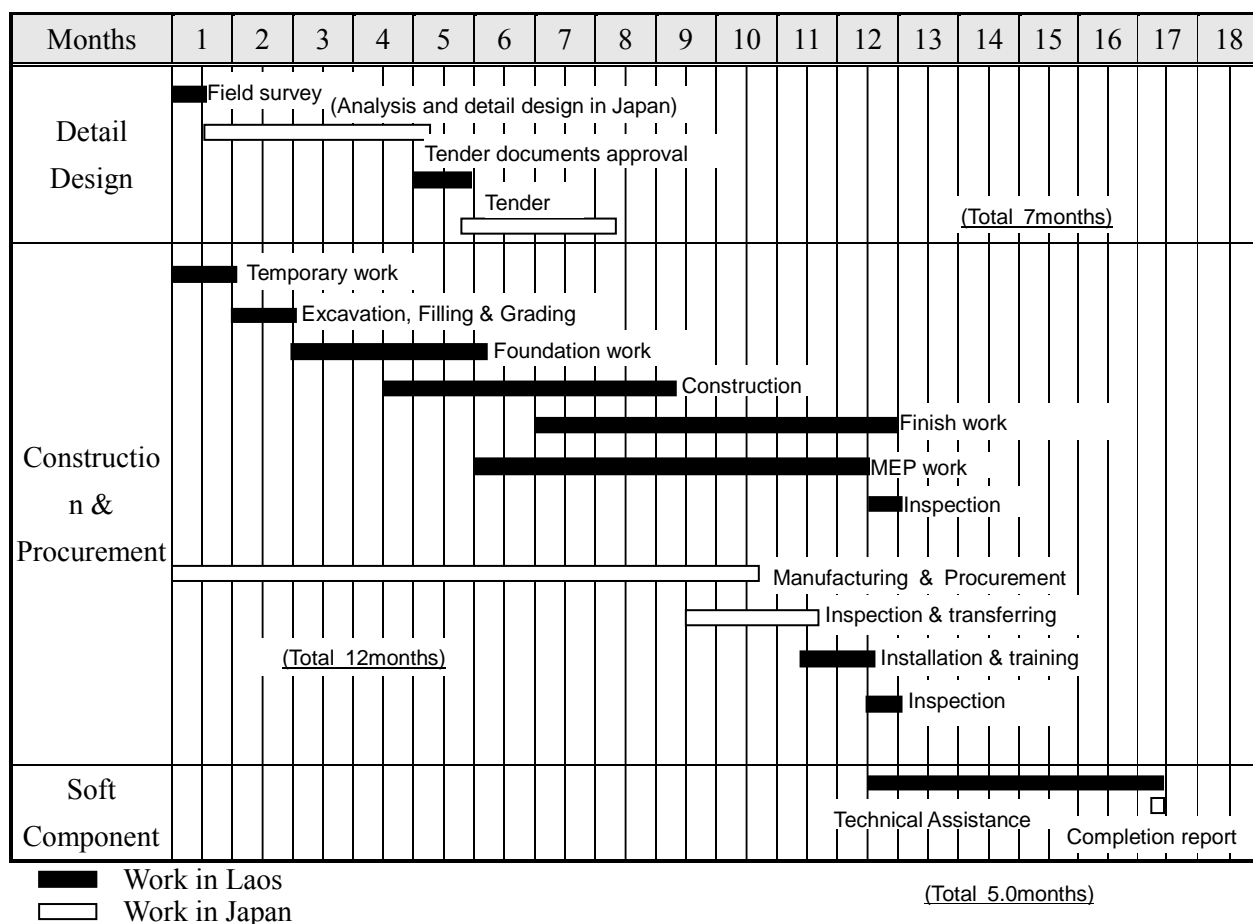 Months 1 2 3 4 5 6 7 8 9 10 11 12 13 14 15 16 17 18
Detail
Design
Field survey
(Analysis and detail design in Japan)
Tender documents approval
Tender
(Total 7months)
Constructio
n &
Procurement
Temporary work
Excavation, Filling & Grading
Foundation work
Construction
Finish work
MEP work
Inspection
Manufacturing & Procurement
Inspection & transferring
(Total 12months)
Installation & training
Inspection
Soft
Component
Technical Assistance
Completion report
Work in Laos
Work in Japan
(Total 5.0months)